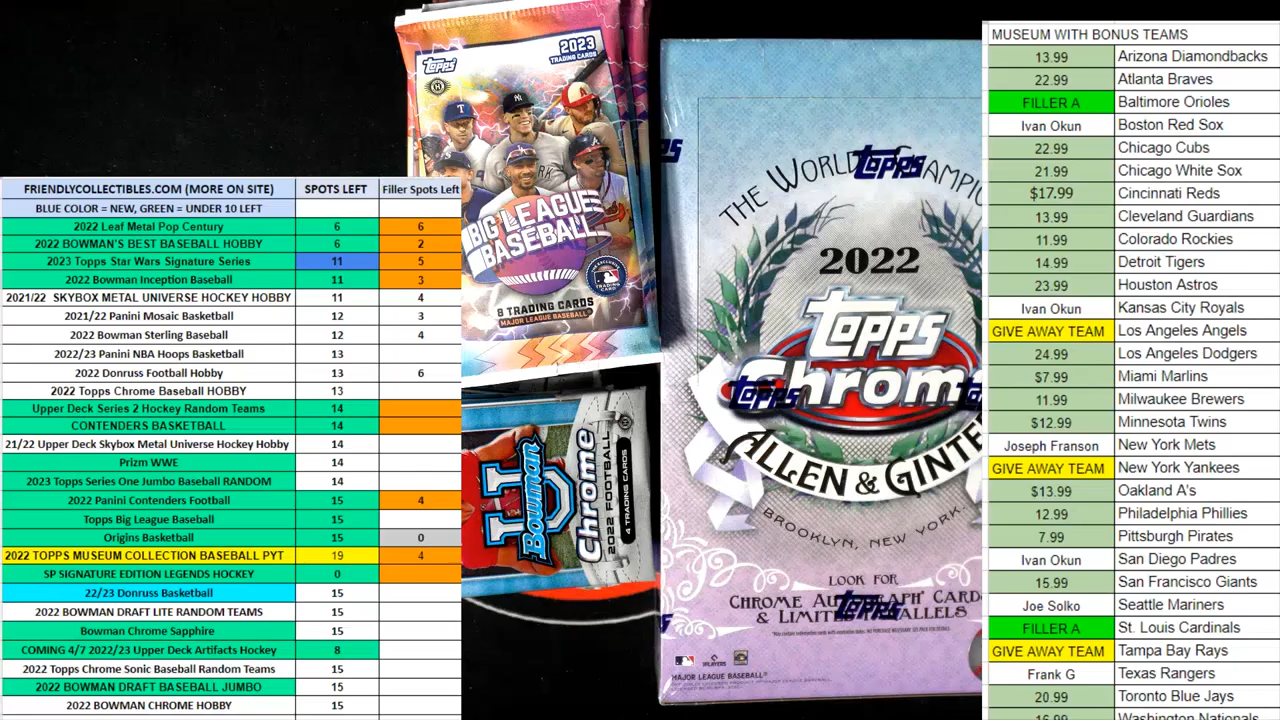 FRIENDLYCOLLECTIBLES.COM (MORE ON SITE) SPOTS LEFT Filler Spots Left
BLUE COLOR = NEW, GREEN = UNDER 10 LEFT
2022 Leaf Metal Pop Century 6 6
2022 BOWMAN'S BEST BASEBALL HOBBY 6 2
2023 Topps Star Wars Signature Series 11 5
2022 Bowman Inception Baseball 11 3
2021/22 SKYBOX METAL UNIVERSE HOCKEY HOBBY 11 4
2021/22 Panini Mosaic Basketball 12 3
2022 Bowman Sterling Baseball 12 4
2022/23 Panini NBA Hoops Basketball 13
2022 Donruss Football Hobby 13 6
2022 Topps Chrome Baseball HOBBY 13
Upper Deck Series 2 Hockey Random Teams 14
CONTENDERS BASKETBALL 14
21/22 Upper Deck Skybox Metal Universe Hockey Hobby 14
Prizm WWE 14
2023 Topps Series One Jumbo Baseball RANDOM 14
2022 Panini Contenders Football 15 4
Topps Big League Baseball 15
Origins Basketball 15 0
2022 TOPPS MUSEUM COLLECTION BASEBALL PYT 19 4
SP SIGNATURE EDITION LEGENDS HOCKEY 0
22/23 Donruss Basketball 15
2022 BOWMAN DRAFT LITE RANDOM TEAMS 15
Bowman Chrome Sapphire 15
COMING 4/7 2022/23 Upper Deck Artifacts Hockey 8
2022 Topps Chrome Sonic Baseball Random Teams 15
2022 BOWMAN DRAFT BASEBALL JUMBO 15
2022 BOWMAN CHROME HOBBY 15
Topps
2023
TRADING CARDS
BIG LEAGUE
BASEBALL
8 TRADING CARDS
MAJOR LEAGUE BASEBALL
U
Bowman
Chrome
2022 FOOTBALL
4 TRADING CARDS
THE WORLD
Topps
2022
Topps
Chrom
Topps
ALLEN & GINTE
BROOKLYN, NEW YORK.
LOOK FOR
CHROME AUTOGRAPH CARD
& LIMIT PARALLELS
Topps
MAJOR LEAGUE BASEBALL
MUSEUM WITH BONUS TEAMS
13.99 Arizona Diamondbacks
22.99 Atlanta Braves
FILLER A Baltimore Orioles
Ivan Okun Boston Red Sox
22.99 Chicago Cubs
21.99 Chicago White Sox
$17.99 Cincinnati Reds
13.99 Cleveland Guardians
11.99 Colorado Rockies
14.99 Detroit Tigers
23.99 Houston Astros
Ivan Okun Kansas City Royals
GIVE AWAY TEAM Los Angeles Angels
24.99 Los Angeles Dodgers
$7.99 Miami Marlins
11.99 Milwaukee Brewers
$12.99 Minnesota Twins
Joseph Franson New York Mets
GIVE AWAY TEAM New York Yankees
$13.99 Oakland A's
12.99 Philadelphia Phillies
7.99 Pittsburgh Pirates
Ivan Okun San Diego Padres
15.99 San Francisco Giants
Joe Solko Seattle Mariners
FILLER A St. Louis Cardinals
GIVE AWAY TEAM Tampa Bay Rays
Frank G Texas Rangers
20.99 Toronto Blue Jays
16.99 Washington Nationals